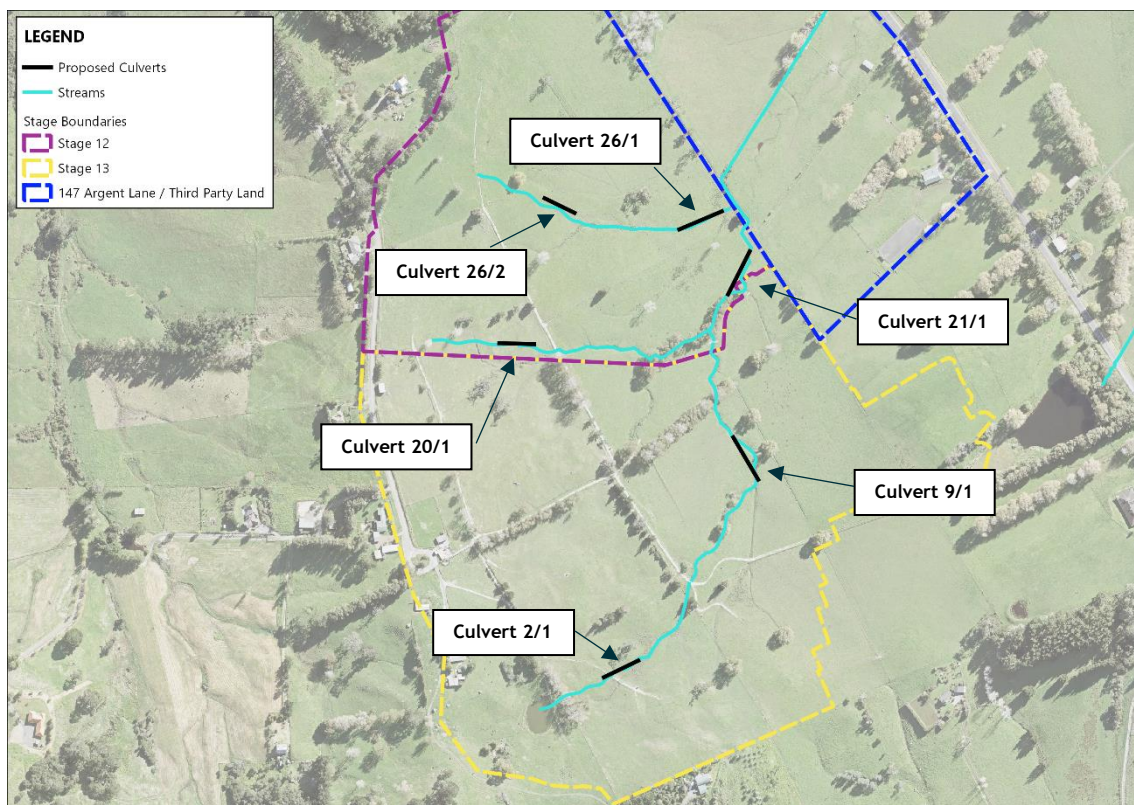 LEGEND
Proposed Culverts
Streams
Stage Boundaries
Stage 12
Stage 13
147 Argent Lane / Third Party Land
Culvert 26/1
Culvert 26/2
Culvert 21/1
Culvert 20/1
Culvert 9/1
Culvert 2/1